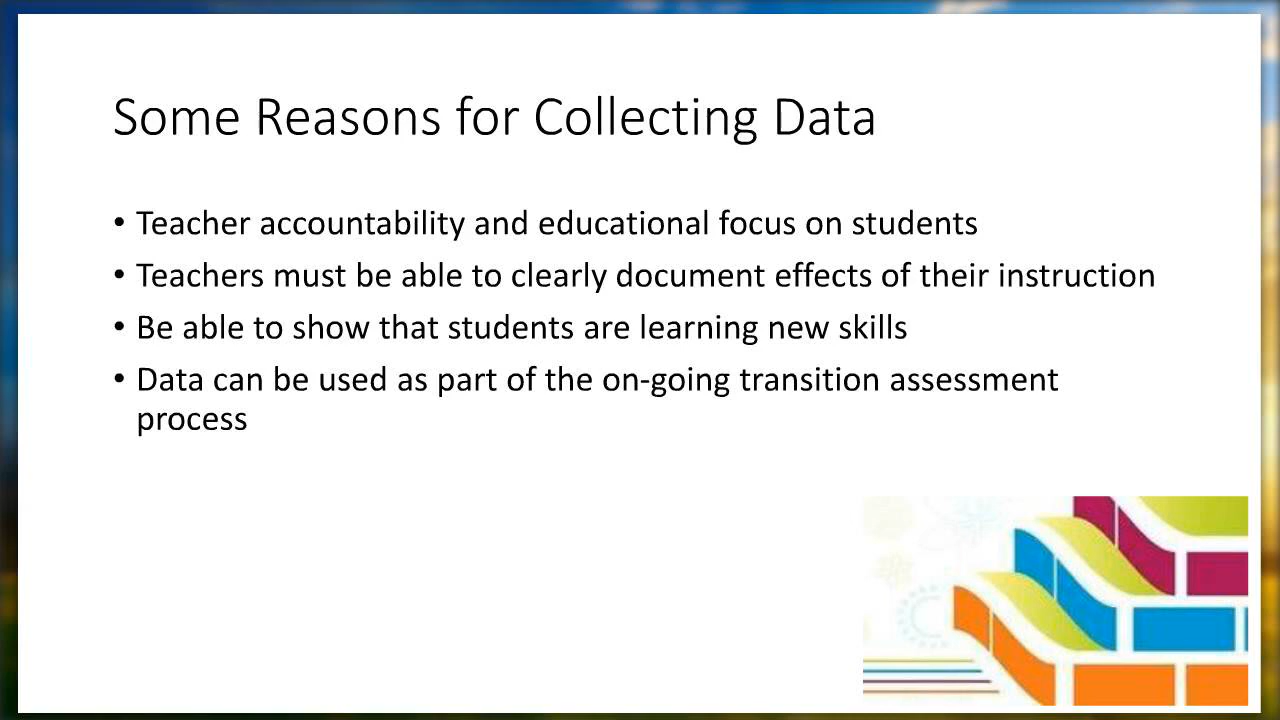 Some Reasons for Collecting Data
• Teacher accountability and educational focus on students
• Teachers must be able to clearly document effects of their instruction
• Be able to show that students are learning new skills
• Data can be used as part of the on-going transition assessment
process